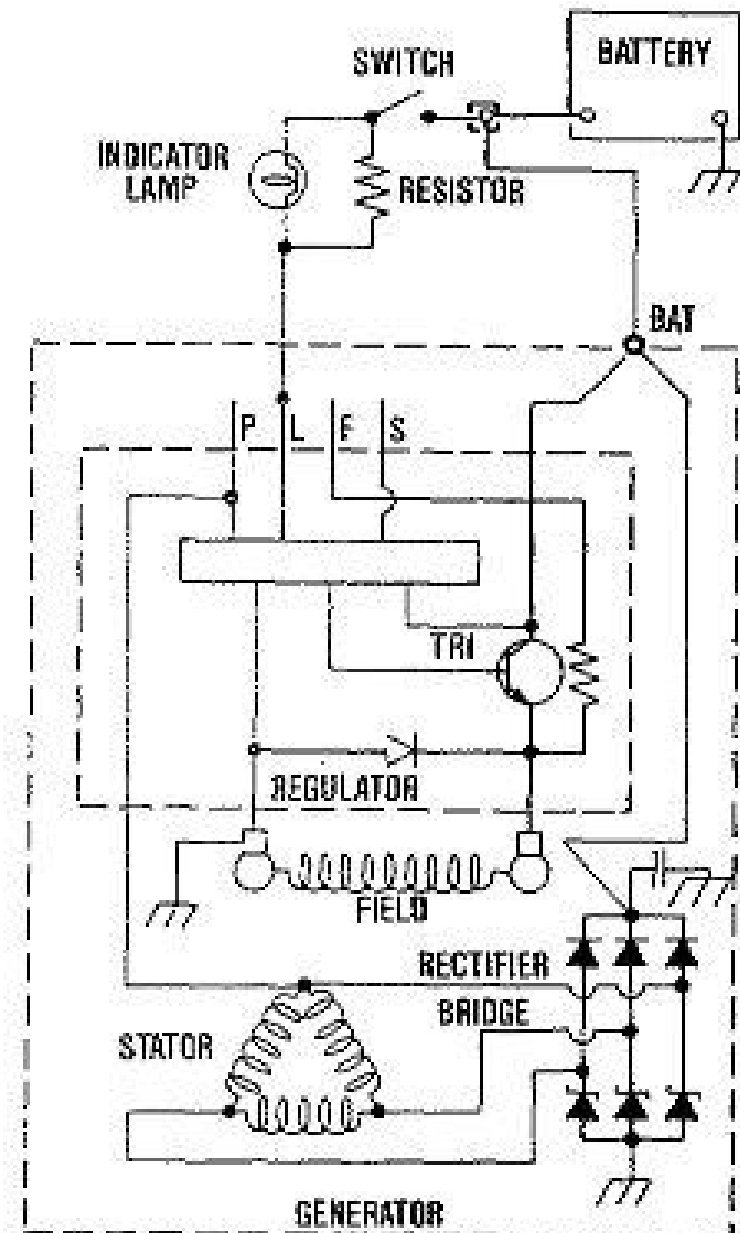 BATTERY
SWITCH
INDICATOR
LAMP
RESISTOR
BAT
P L F S
TRI
REGULATOR
FIELD
RECTIFIER
BRIDGE
STATOR
GENERATOR